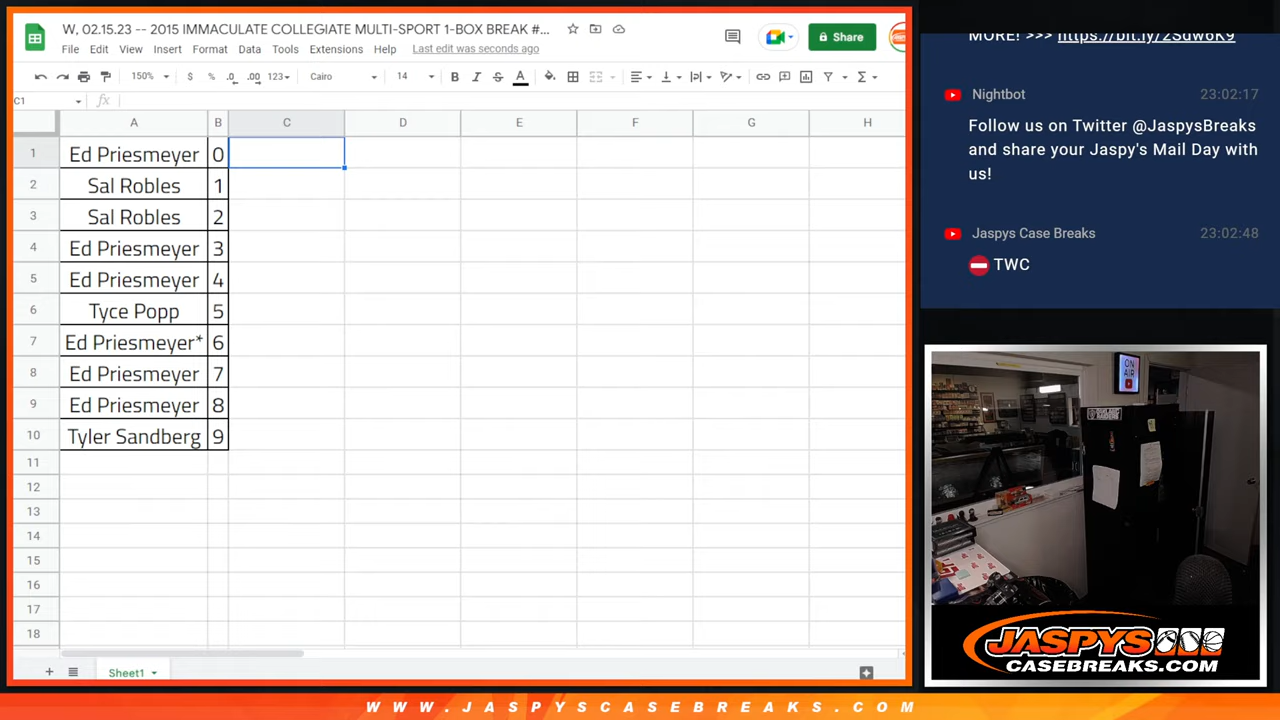 W, 02.15.23 -- 2015 IMMACULATE COLLEGIATE MULTI-SPORT 1-BOX BREAK #...
File Edit View Insert Format Data Tools Extensions Help Last edit was seconds ago
Share
150% $ % .0 .00 123 Cairo 14 B I S A
C1 fx
A B C D E F G H
1 Ed Priesmeyer 0
2 Sal Robles 1
3 Sal Robles 2
4 Ed Priesmeyer 3
5 Ed Priesmeyer 4
6 Tyce Popp 5
7 Ed Priesmeyer* 6
8 Ed Priesmeyer 7
9 Ed Priesmeyer 8
10 Tyler Sandberg 9
11
12
13
14
15
16
17
18
Sheet1
MORE! >>> https://bit.ly/2Sdw6K9
Nightbot 23:02:17
Follow us on Twitter @JaspysBreaks
and share your Jaspy's Mail Day with
us!
Jaspys Case Breaks 23:02:48
TWC
ON
AIR
JASPYS
CASEBREAKS.COM
WWW.JASPYSCASEBREAKS.COM